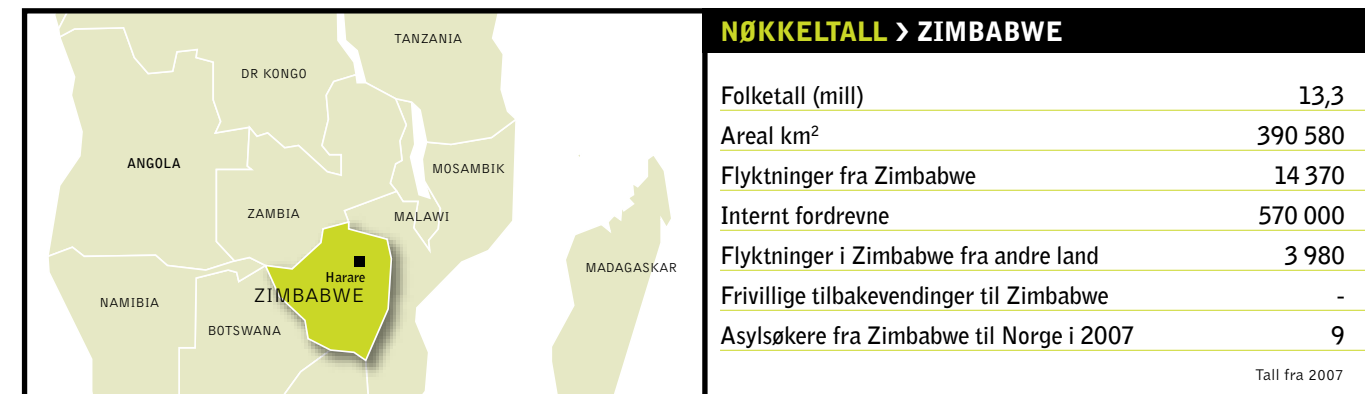 TANZANIA
DR KONGO
ANGOLA
MOSAMBIK
ZAMBIA
MALAWI
MADAGASKAR
Harare
ZIMBABWE
NAMIBIA
BOTSWANA
NØKKELTALL > ZIMBABWE
Folketall (mill) 13,3
Areal km² 390 580
Flyktninger fra Zimbabwe 14 370
Internt fordrevne 570 000
Flyktninger i Zimbabwe fra andre land 3 980
Frivillige tilbakevendinger til Zimbabwe -
Asylsøkere fra Zimbabwe til Norge i 2007 9
Tall fra 2007